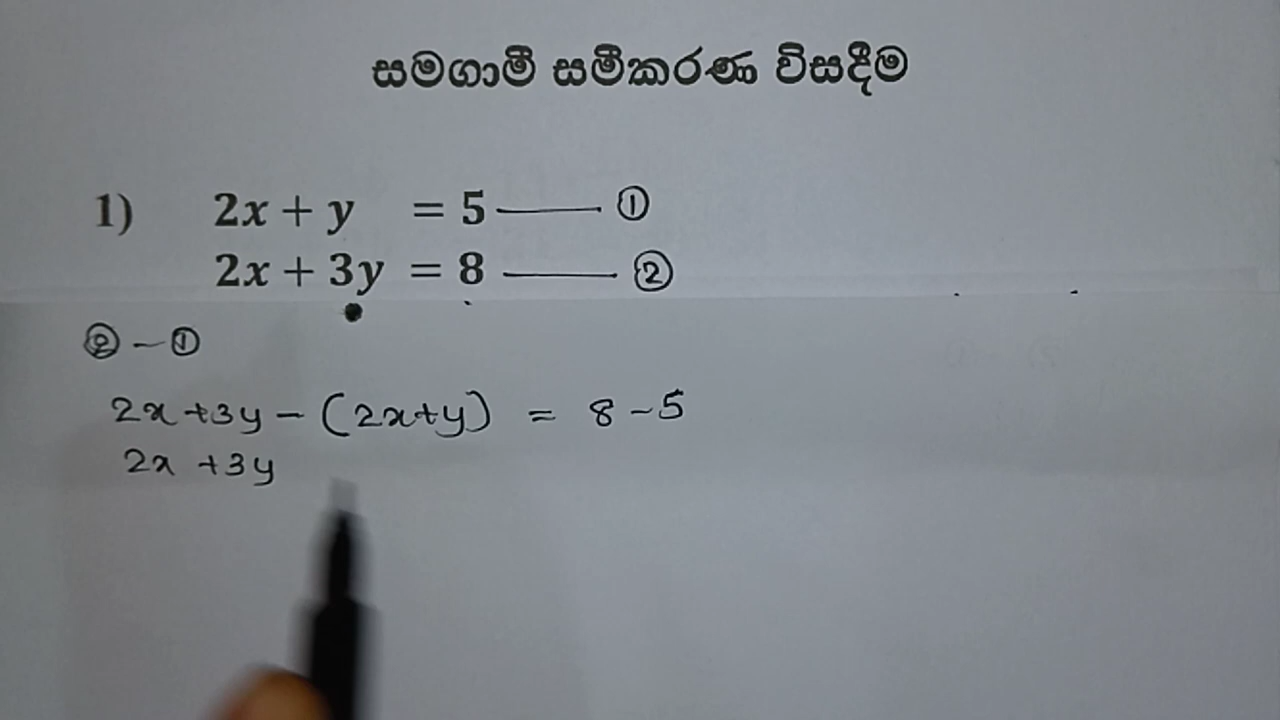 සමගාමී සමීකරණ විසදීම
1) 2x + y = 5 —— ①
2x + 3y = 8 —— ②
② — ①
2x + 3y − (2x+y) = 8 − 5
2x + 3y